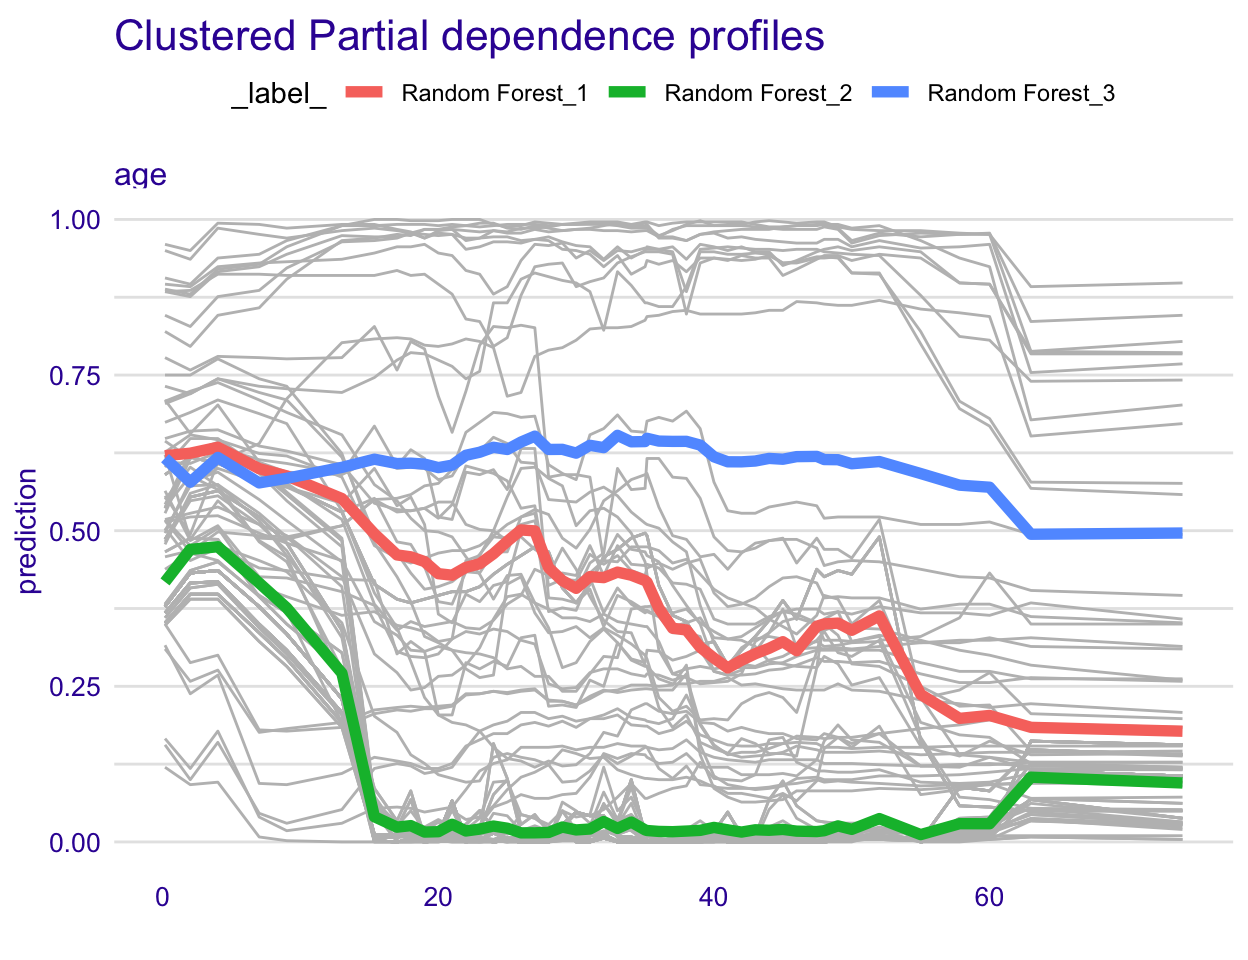 Clustered Partial dependence profiles
_label_ Random Forest_1 Random Forest_2 Random Forest_3
age
prediction
1.00
0.75
0.50
0.25
0.00
0 20 40 60